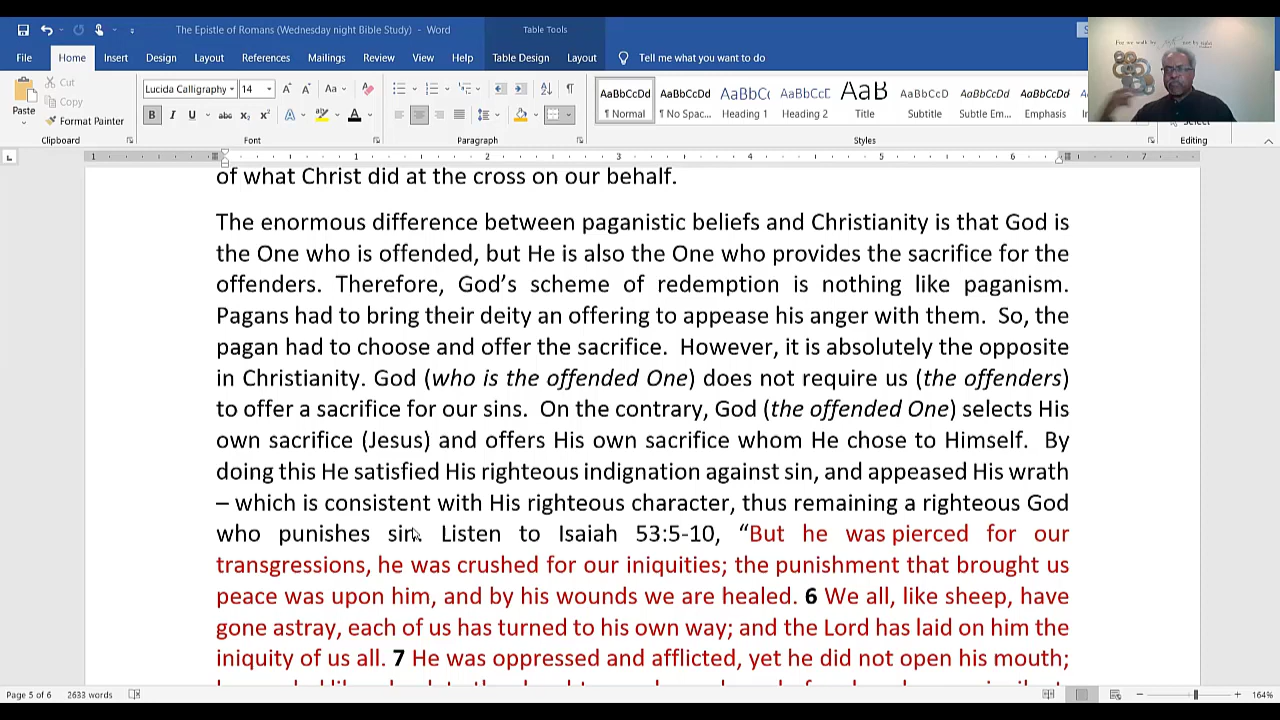 The Epistle of Romans (Wednesday night Bible Study) - Word
Table Tools
File Home Insert Design Layout References Mailings Review View Help Table Design Layout Tell me what you want to do
Paste
Cut
Copy
Format Painter
Lucida Calligraphy 14
Normal
No Spac...
Heading 1
Heading 2
Title
Subtitle
Subtle Em...
Emphasis
Clipboard Font Paragraph Styles Editing
of what Christ did at the cross on our behalf.
The enormous difference between paganistic beliefs and Christianity is that God is
the One who is offended, but He is also the One who provides the sacrifice for the
offenders. Therefore, God’s scheme of redemption is nothing like paganism.
Pagans had to bring their deity an offering to appease his anger with them. So, the
pagan had to choose and offer the sacrifice. However, it is absolutely the opposite
in Christianity. God (who is the offended One) does not require us (the offenders)
to offer a sacrifice for our sins. On the contrary, God (the offended One) selects His
own sacrifice (Jesus) and offers His own sacrifice whom He chose to Himself. By
doing this He satisfied His righteous indignation against sin, and appeased His wrath
– which is consistent with His righteous character, thus remaining a righteous God
who punishes sin. Listen to Isaiah 53:5-10, “But he was pierced for our
transgressions, he was crushed for our iniquities; the punishment that brought us
peace was upon him, and by his wounds we are healed. 6 We all, like sheep, have
gone astray, each of us has turned to his own way; and the Lord has laid on him the
iniquity of us all. 7 He was oppressed and afflicted, yet he did not open his mouth;
Page 5 of 6 2633 words 164%